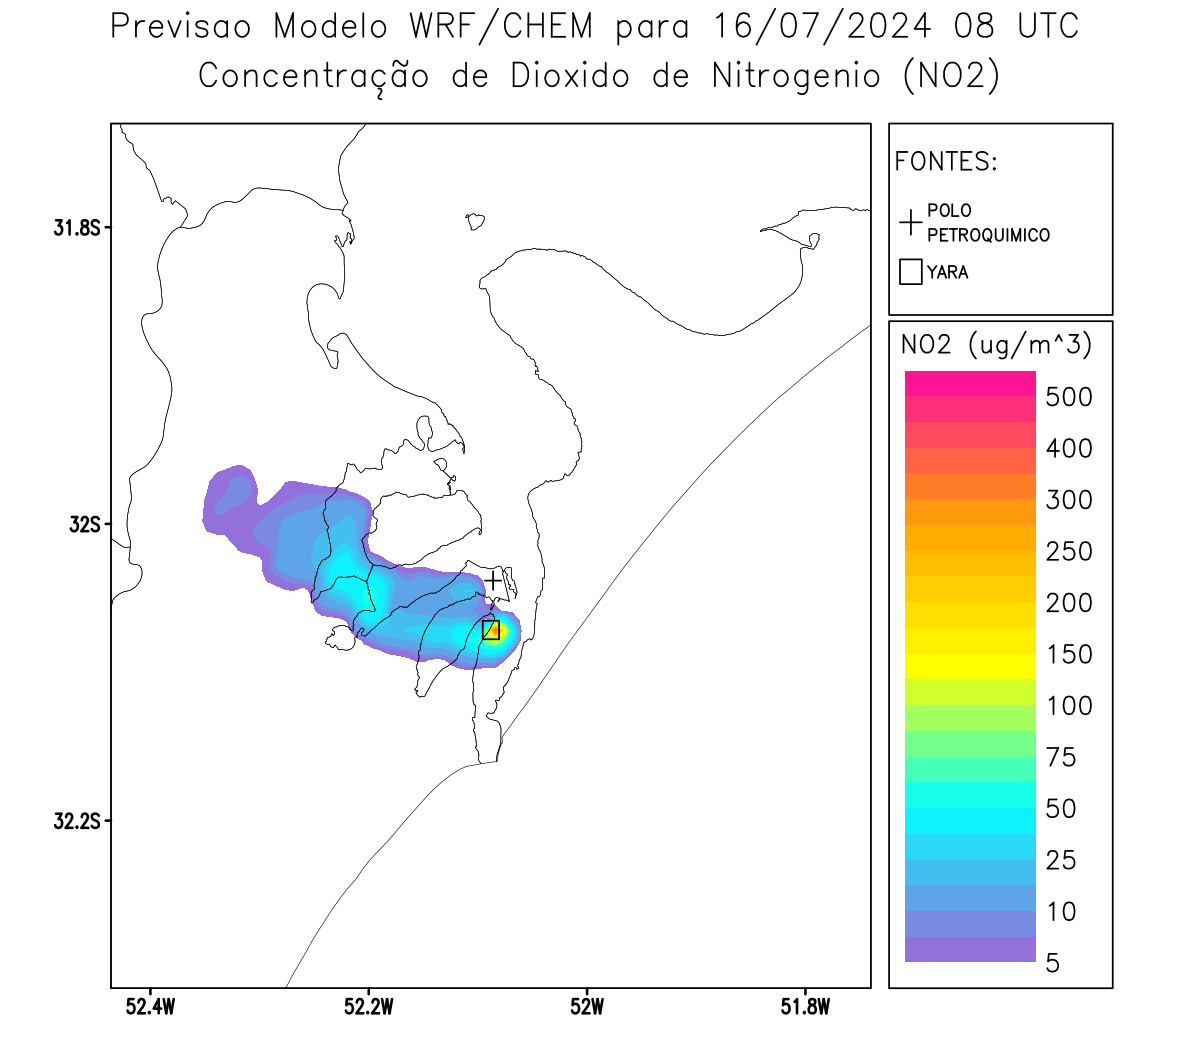 Previsao Modelo WRF/CHEM para 16/07/2024 08 UTC
Concentração de Dioxido de Nitrogenio (NO2)
FONTES:
POLO
PETROQUIMICO
YARA
31.8S
32S
32.2S
52.4W
52.2W
52W
51.8W
NO2 (ug/m^3)
500
400
300
250
200
150
100
75
50
25
10
5